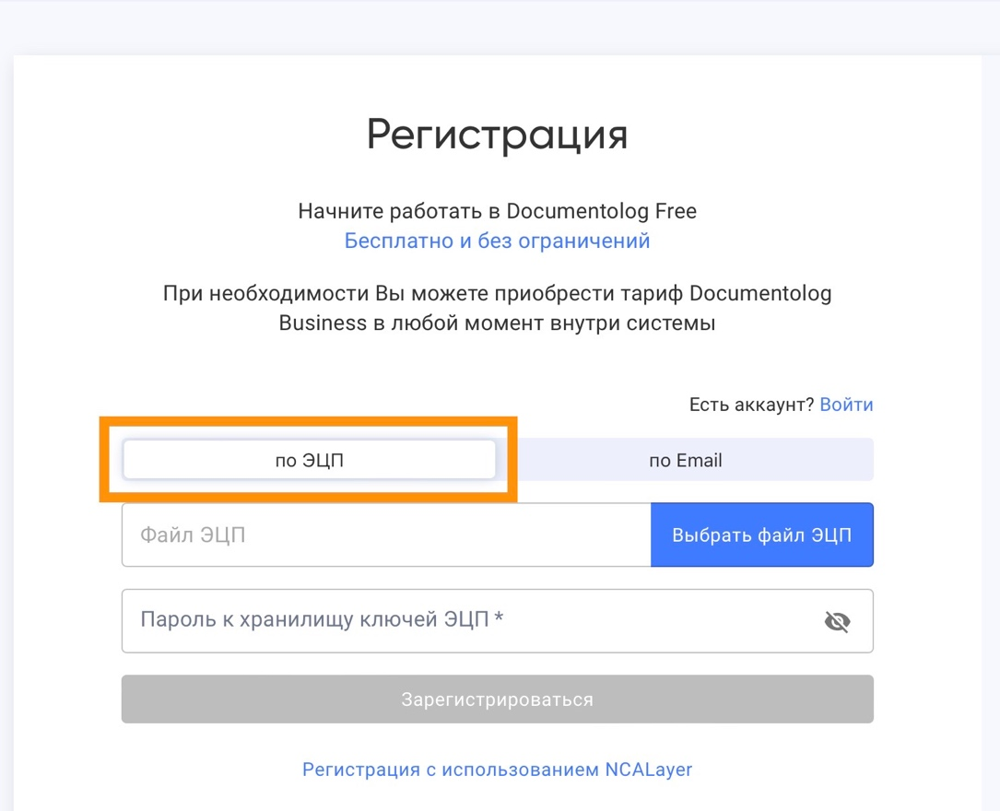 Регистрация
Начните работать в Documentolog Free
Бесплатно и без ограничений
При необходимости Вы можете приобрести тариф Documentolog
Business в любой момент внутри системы
Есть аккаунт? Войти
по ЭЦП
по Email
Файл ЭЦП
Выбрать файл ЭЦП
Пароль к хранилищу ключей ЭЦП *
Зарегистрироваться
Регистрация с использованием NCALayer